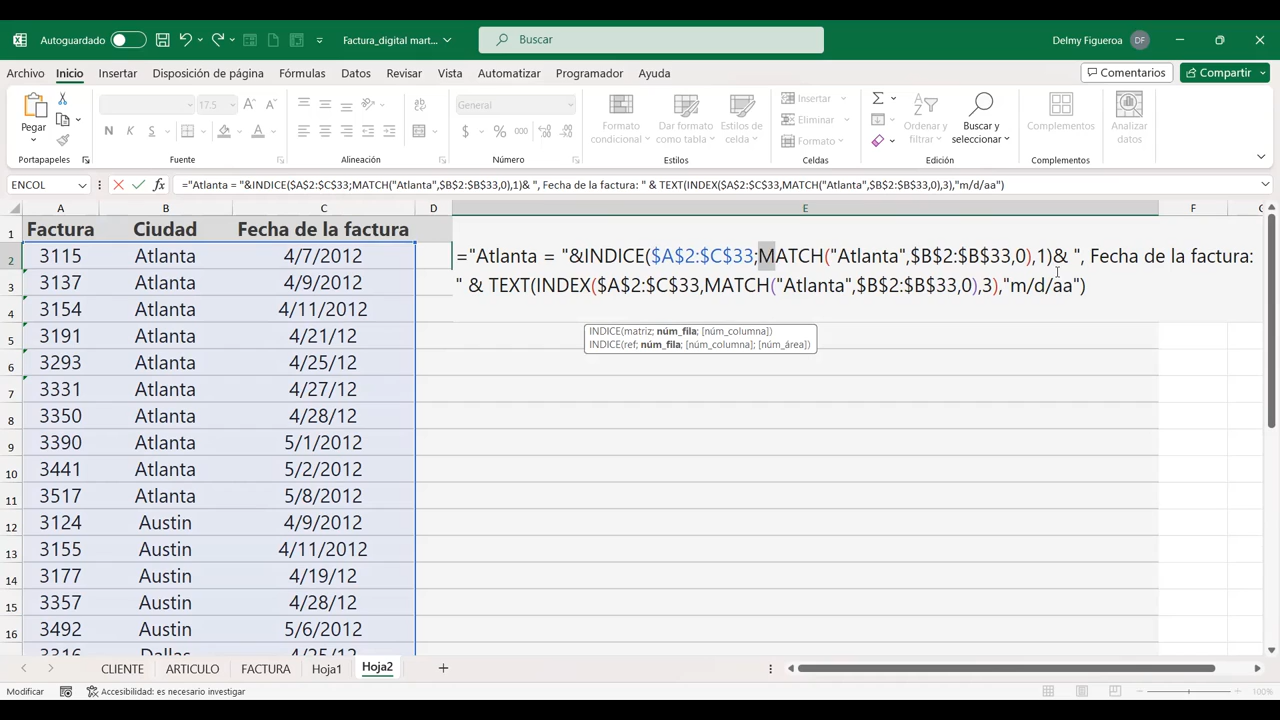 Autoguardado
Factura_digital mart...
Buscar
Delmy Figueroa DF
Archivo Inicio Insertar Disposición de página Fórmulas Datos Revisar Vista Automatizar Programador Ayuda
Comentarios Compartir
Pegar
Portapapeles
17.5
N K S
Fuente
Alineación
General
Número
Formato condicional
Dar formato como tabla
Estilos de celda
Estilos
Insertar
Eliminar
Formato
Celdas
Ordenar y filtrar
Buscar y seleccionar
Edición
Complementos
Complementos
Analizar datos
ENCOL
="Atlanta = "&INDICE($A$2:$C$33;MATCH("Atlanta",$B$2:$B$33,0),1)& ", Fecha de la factura: " & TEXT(INDEX($A$2:$C$33,MATCH("Atlanta",$B$2:$B$33,0),3),"m/d/aa")
A B C D E F
1 Factura Ciudad Fecha de la factura
2 3115 Atlanta 4/7/2012
="Atlanta = "&INDICE($A$2:$C$33;MATCH("Atlanta",$B$2:$B$33,0),1)& ", Fecha de la factura:
" & TEXT(INDEX($A$2:$C$33,MATCH("Atlanta",$B$2:$B$33,0),3),"m/d/aa")
INDICE(matriz; núm_fila; [núm_columna])
INDICE(ref; núm_fila; [núm_columna]; [núm_área])
3 3137 Atlanta 4/9/2012
4 3154 Atlanta 4/11/2012
5 3191 Atlanta 4/21/12
6 3293 Atlanta 4/25/12
7 3331 Atlanta 4/27/12
8 3350 Atlanta 4/28/12
9 3390 Atlanta 5/1/2012
10 3441 Atlanta 5/2/2012
11 3517 Atlanta 5/8/2012
12 3124 Austin 4/9/2012
13 3155 Austin 4/11/2012
14 3177 Austin 4/19/12
15 3357 Austin 4/28/12
16 3492 Austin 5/6/2012
3316 Dallas 4/25/12
CLIENTE ARTICULO FACTURA Hoja1 Hoja2
Modificar
Accesibilidad: es necesario investigar
100%